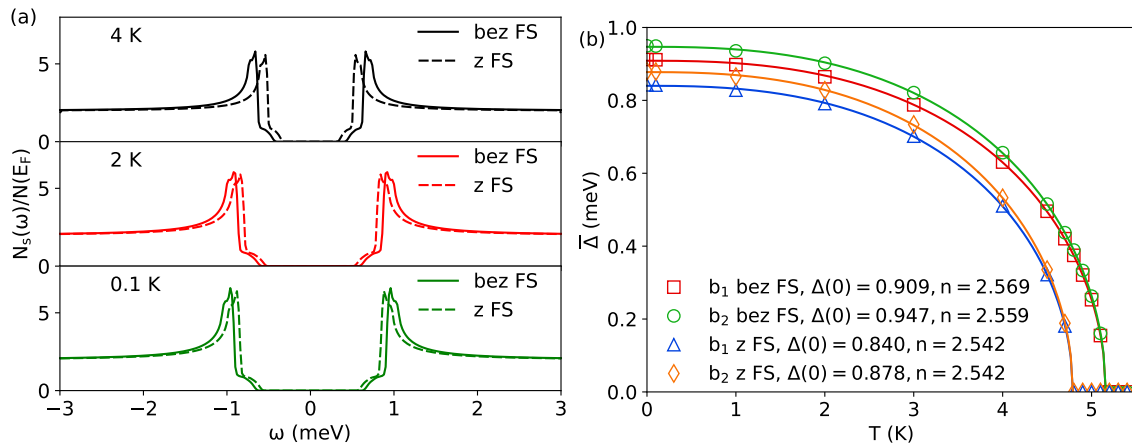 (a)
4 K
bez FS
z FS
5
0
2 K
bez FS
z FS
5
0
0.1 K
bez FS
z FS
5
0
N_s(ω)/N(E_F)
−3 −2 −1 0 1 2 3
ω (meV)
(b)
1.0
0.8
0.6
0.4
0.2
0.0
Δ̅ (meV)
b₁ bez FS, Δ(0) = 0.909, n = 2.569
b₂ bez FS, Δ(0) = 0.947, n = 2.559
b₁ z FS, Δ(0) = 0.840, n = 2.542
b₂ z FS, Δ(0) = 0.878, n = 2.542
0 1 2 3 4 5
T (K)